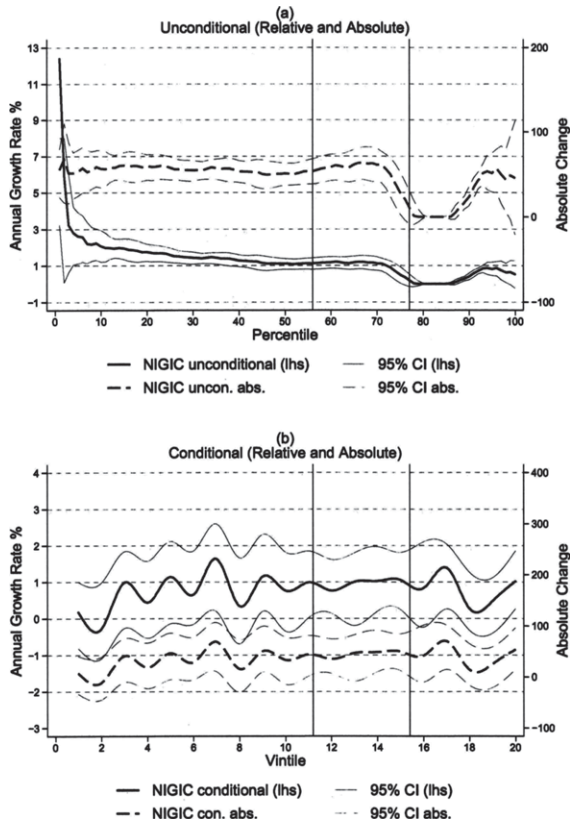 (a)
Unconditional (Relative and Absolute)
13
11
9
7
5
3
1
−1
Annual Growth Rate %
200
100
0
−100
Absolute Change
0 10 20 30 40 50 60 70 80 90 100
Percentile
NIGIC unconditional (lhs) 95% CI (lhs)
NIGIC uncon. abs. 95% CI abs.
(b)
Conditional (Relative and Absolute)
4
3
2
1
0
−1
−2
−3
Annual Growth Rate %
400
300
200
100
0
−100
Absolute Change
0 2 4 6 8 10 12 14 16 18 20
Vintile
NIGIC conditional (lhs) 95% CI (lhs)
NIGIC con. abs. 95% CI abs.